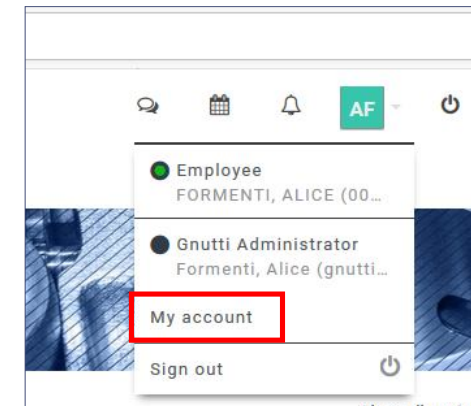 AF
Employee
FORMENTI, ALICE (00…
Gnutti Administrator
Formenti, Alice (gnutti…
My account
Sign out